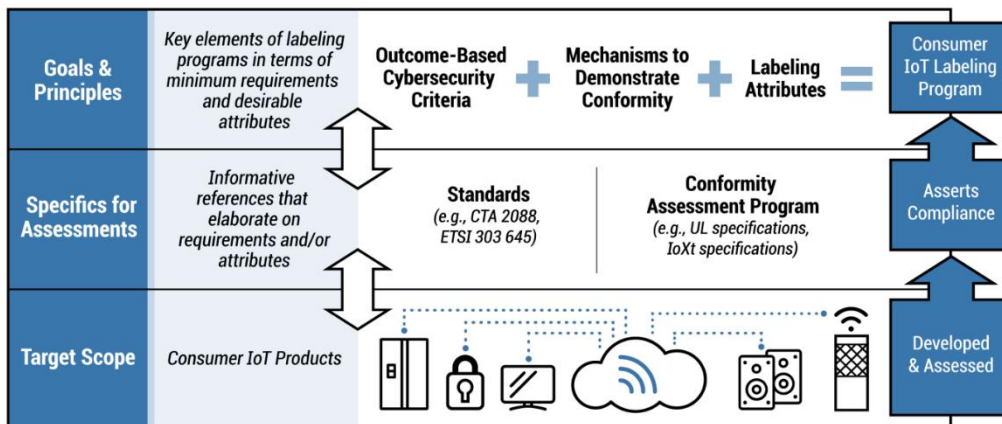 Goals &
Principles
Key elements of labeling
programs in terms of
minimum requirements
and desirable
attributes
Outcome-Based
Cybersecurity
Criteria
+
Mechanisms to
Demonstrate
Conformity
+
Labeling
Attributes
=
Consumer
IoT Labeling
Program
Specifics for
Assessments
Informative
references that
elaborate on
requirements and/or
attributes
Standards
(e.g., CTA 2088,
ETSI 303 645)
Conformity
Assessment Program
(e.g., UL specifications,
IoXt specifications)
Asserts
Compliance
Target Scope
Consumer IoT Products
Developed
& Assessed